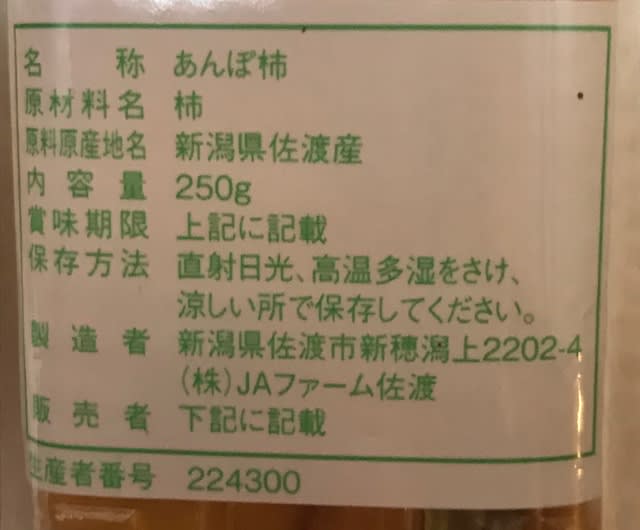 名称 あんぽ柿
原材料名 柿
原料原産地名 新潟県佐渡産
内容量 250g
賞味期限 上記に記載
保存方法 直射日光、高温多湿をさけ、
涼しい所で保存してください。
製造者 新潟県佐渡市新穂潟上2202-4
(株)JAファーム佐渡
販売者 下記に記載
生産者番号 224300